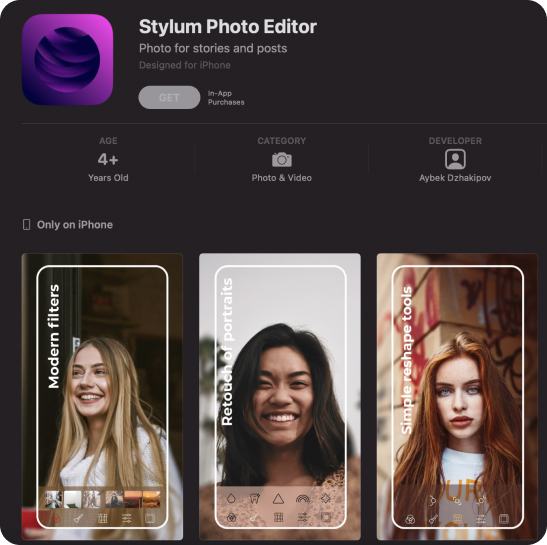 Stylum Photo Editor
Photo for stories and posts
Designed for iPhone
GET
In-App
Purchases
AGE
4+
Years Old
CATEGORY
Photo & Video
DEVELOPER
Aybek Dzhakipov
Only on iPhone
Modern filters
Retouch of portraits
Simple reshape tools